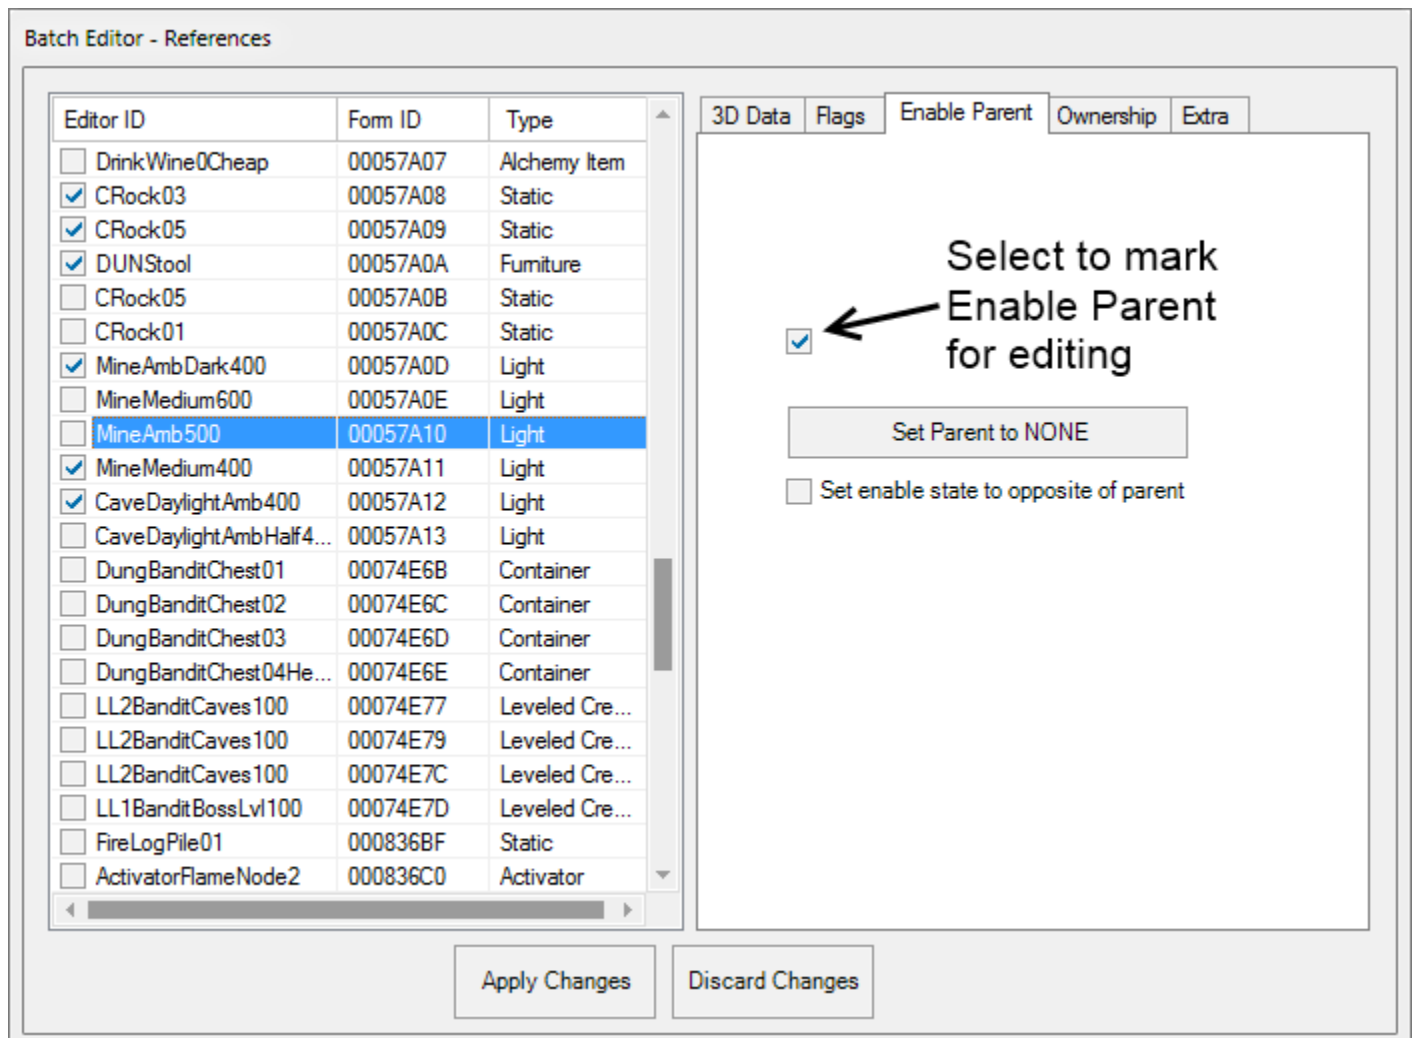 Batch Editor - References
Editor ID Form ID Type
DrinkWine0Cheap 00057A07 Alchemy Item
CRock03 00057A08 Static
CRock05 00057A09 Static
DUNStool 00057A0A Furniture
CRock05 00057A0B Static
CRock01 00057A0C Static
MineAmbDark400 00057A0D Light
MineMedium600 00057A0E Light
MineAmb500 00057A10 Light
MineMedium400 00057A11 Light
CaveDaylightAmb400 00057A12 Light
CaveDaylightAmbHalf4... 00057A13 Light
DungBanditChest01 00074E6B Container
DungBanditChest02 00074E6C Container
DungBanditChest03 00074E6D Container
DungBanditChest04He... 00074E6E Container
LL2BanditCaves100 00074E77 Leveled Cre...
LL2BanditCaves100 00074E79 Leveled Cre...
LL2BanditCaves100 00074E7C Leveled Cre...
LL1BanditBossLvl100 00074E7D Leveled Cre...
FireLogPile01 000836BF Static
ActivatorFlameNode2 000836C0 Activator
3D Data Flags Enable Parent Ownership Extra
Select to mark
Enable Parent
for editing
Set Parent to NONE
Set enable state to opposite of parent
Apply Changes Discard Changes